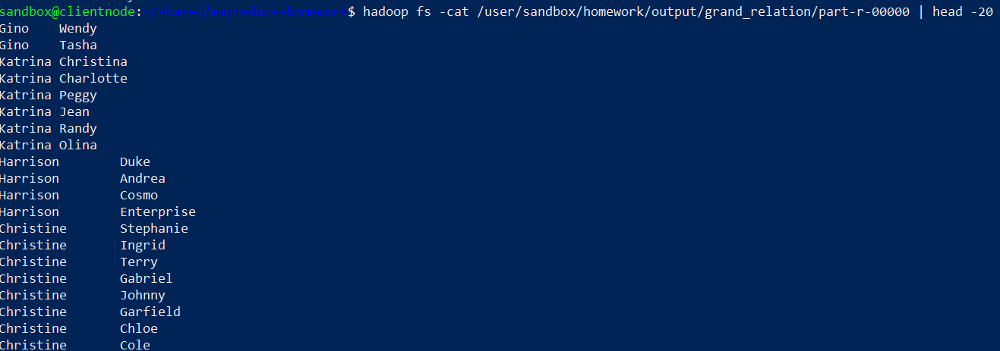 sandbox@clientnode:~/shared/mapreduce-homework$ hadoop fs -cat /user/sandbox/homework/output/grand_relation/part-r-00000 | head -20
Gino    Wendy
Gino    Tasha
Katrina Christina
Katrina Charlotte
Katrina Peggy
Katrina Jean
Katrina Randy
Katrina Olina
Harrison        Duke
Harrison        Andrea
Harrison        Cosmo
Harrison        Enterprise
Christine       Stephanie
Christine       Ingrid
Christine       Terry
Christine       Gabriel
Christine       Johnny
Christine       Garfield
Christine       Chloe
Christine       Cole